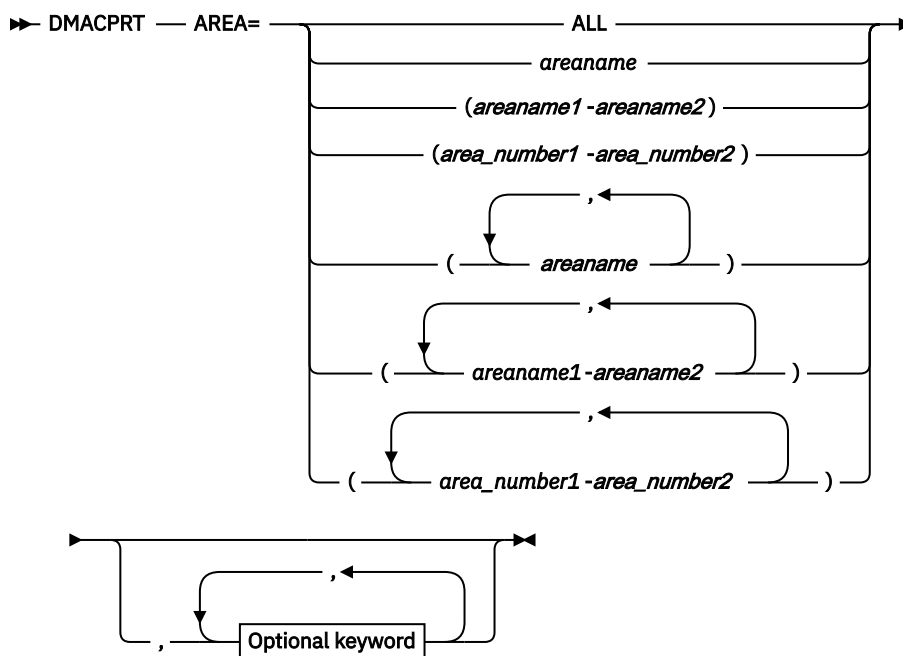 DMACPRT AREA= ALL
areaname
(areaname1 -areaname2)
(area_number1 -area_number2 )
,
( areaname )
,
( areaname1-areaname2 )
,
( area_number1 -area_number2 )
,
, Optional keyword